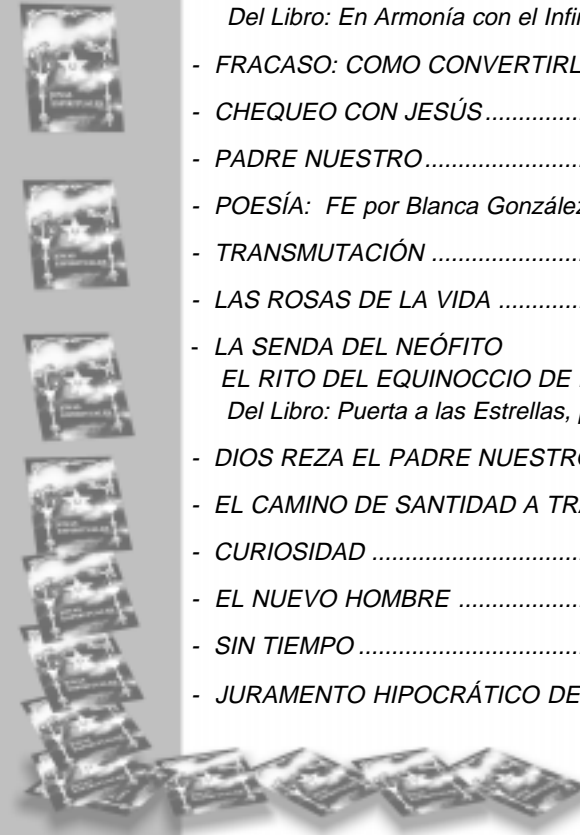 Del Libro: En Armonía con el Infi
- FRACASO: COMO CONVERTIRL
- CHEQUEO CON JESÚS...............
- PADRE NUESTRO.........................
- POESÍA:  FE por Blanca González
- TRANSMUTACIÓN ........................
- LAS ROSAS DE LA VIDA .............
- LA SENDA DEL NEÓFITO
EL RITO DEL EQUINOCCIO DE
Del Libro: Puerta a las Estrellas,
- DIOS REZA EL PADRE NUESTRO
- EL CAMINO DE SANTIDAD A TRA
- CURIOSIDAD ..................................
- EL NUEVO HOMBRE ....................
- SIN TIEMPO....................................
- JURAMENTO HIPOCRÁTICO DE